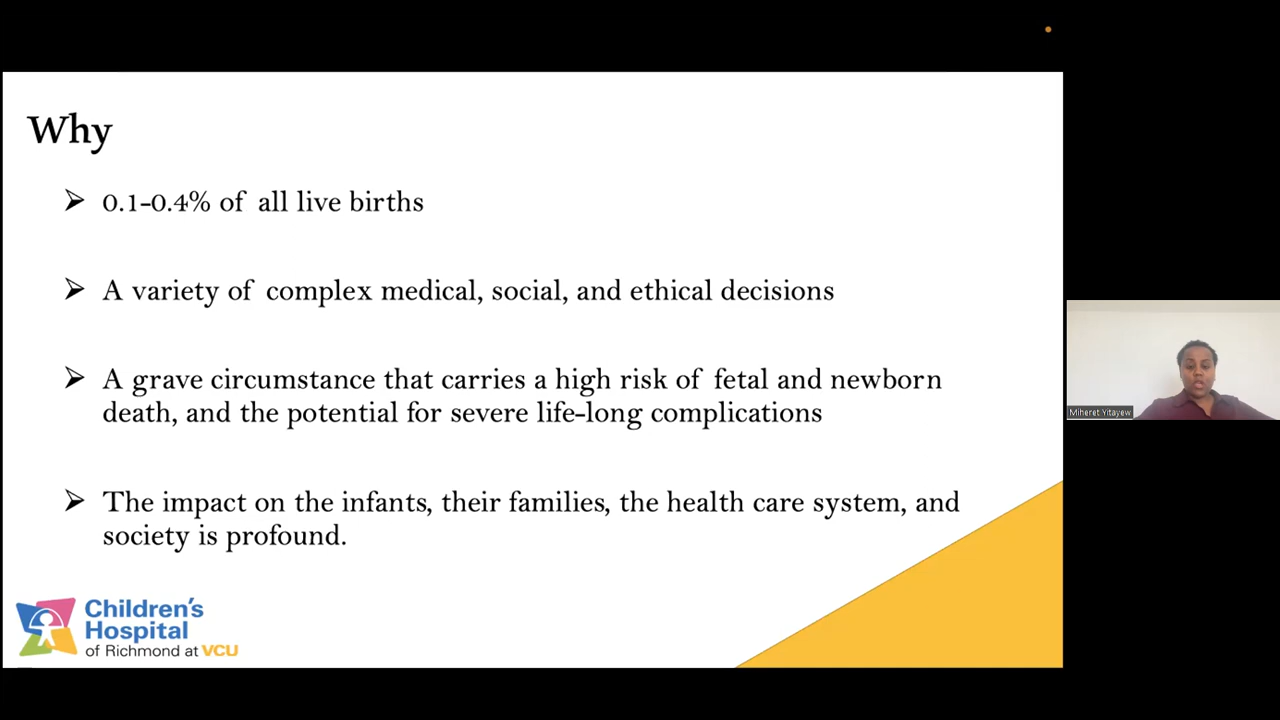 Why
0.1-0.4% of all live births
A variety of complex medical, social, and ethical decisions
A grave circumstance that carries a high risk of fetal and newborn
death, and the potential for severe life-long complications
The impact on the infants, their families, the health care system, and
society is profound.
Children's
Hospital
of Richmond at VCU
Miheret Yitayew